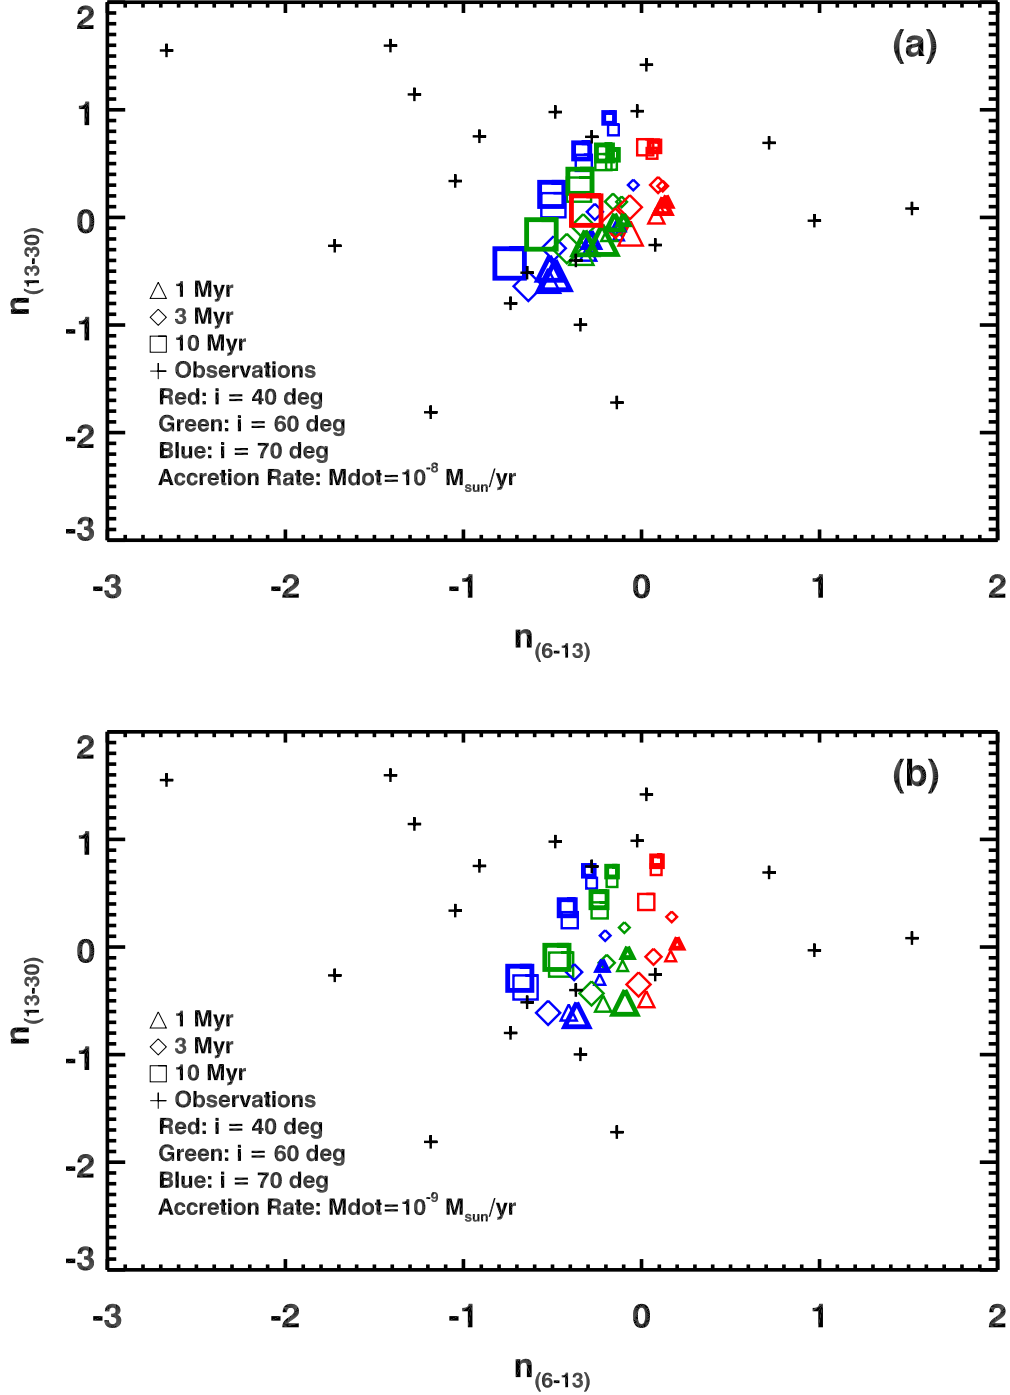 2
(a)
1
0
n(13-30)
-1
-2
-3
1 Myr
3 Myr
10 Myr
Observations
Red: i = 40 deg
Green: i = 60 deg
Blue: i = 70 deg
Accretion Rate: Mdot=10-8 Msun/yr
-3 -2 -1 0 1 2
n(6-13)
2
(b)
1
0
n(13-30)
-1
-2
-3
1 Myr
3 Myr
10 Myr
Observations
Red: i = 40 deg
Green: i = 60 deg
Blue: i = 70 deg
Accretion Rate: Mdot=10-9 Msun/yr
-3 -2 -1 0 1 2
n(6-13)